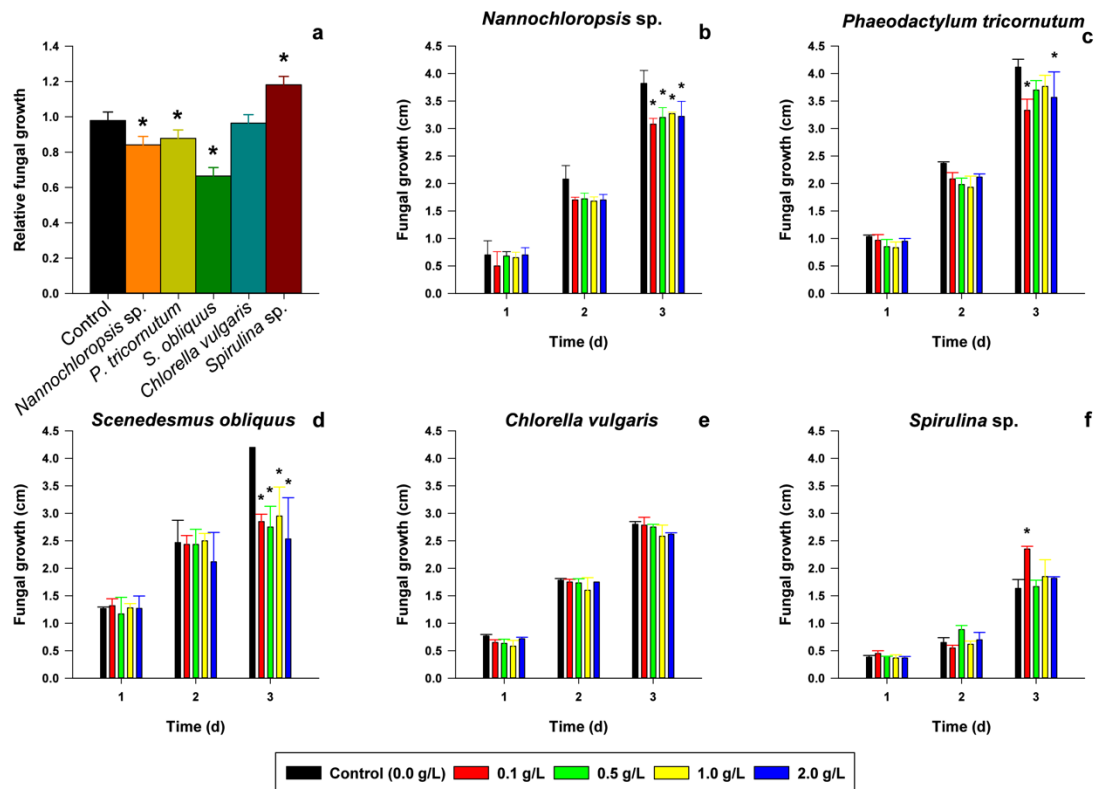 a
Relative fungal growth
1.4
1.2
1.0
0.8
0.6
0.4
0.2
0.0
*
*
*
*
Control
Nannochloropsis sp.
P. tricornutum
S. obliquus
Chlorella vulgaris
Spirulina sp.
Nannochloropsis sp.
b
Fungal growth (cm)
4.5
4.0
3.5
3.0
2.5
2.0
1.5
1.0
0.5
0.0
* * * *
1 2 3
Time (d)
Phaeodactylum tricornutum
c
Fungal growth (cm)
4.5
4.0
3.5
3.0
2.5
2.0
1.5
1.0
0.5
0.0
* *
1 2 3
Time (d)
Scenedesmus obliquus d
Fungal growth (cm)
4.5
4.0
3.5
3.0
2.5
2.0
1.5
1.0
0.5
0.0
* * * *
1 2 3
Time (d)
Chlorella vulgaris e
Fungal growth (cm)
4.5
4.0
3.5
3.0
2.5
2.0
1.5
1.0
0.5
0.0
1 2 3
Time (d)
Spirulina sp. f
Fungal growth (cm)
4.5
4.0
3.5
3.0
2.5
2.0
1.5
1.0
0.5
0.0
*
1 2 3
Time (d)
Control (0.0 g/L) 0.1 g/L 0.5 g/L 1.0 g/L 2.0 g/L